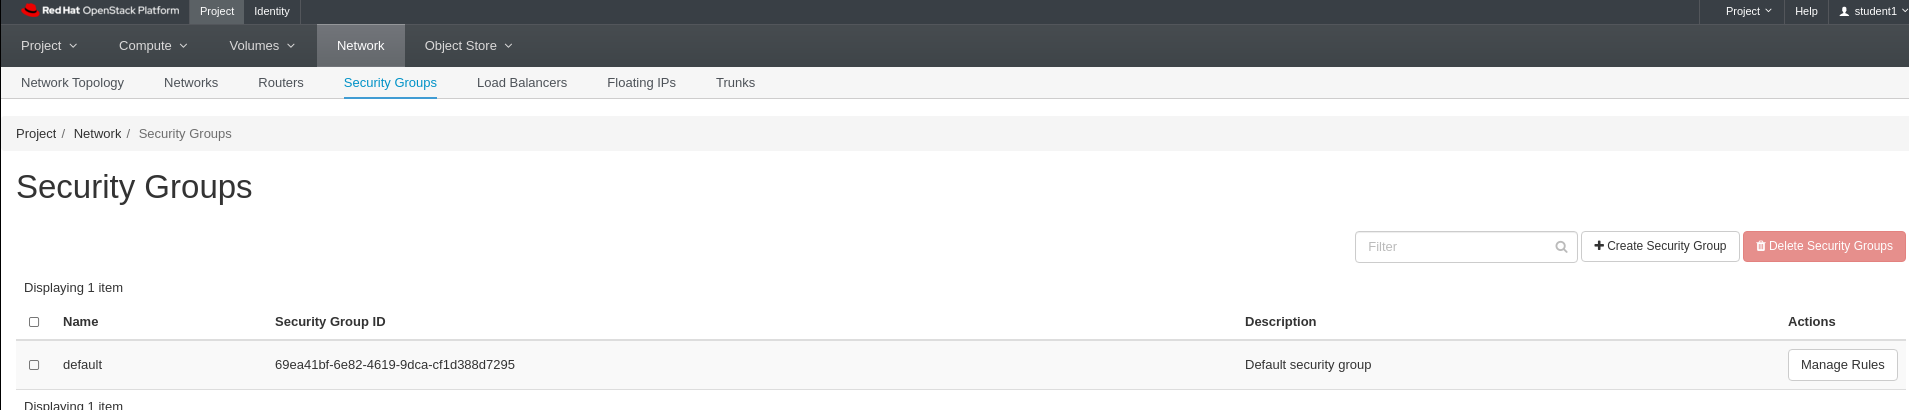 Red Hat OpenStack Platform Project Identity Project Help student1
Project Compute Volumes Network Object Store
Network Topology Networks Routers Security Groups Load Balancers Floating IPs Trunks
Project / Network / Security Groups
Security Groups
Filter Create Security Group Delete Security Groups
Displaying 1 item
Name Security Group ID Description Actions
default 69ea41bf-6e82-4619-9dca-cf1d388d7295 Default security group Manage Rules
Displaying 1 item